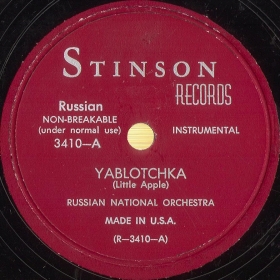 STINSON
RECORDS
Russian
NON-BREAKABLE
(under normal use)
INSTRUMENTAL
3410—A
YABLOTCHKA
(Little Apple)
RUSSIAN NATIONAL ORCHESTRA
MADE IN U.S.A.
(R—3410—A)